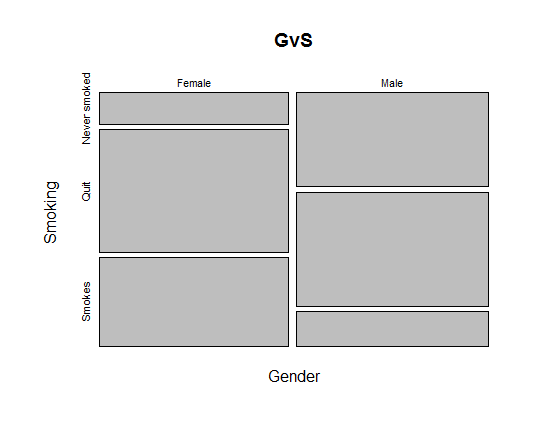 GvS
Female
Male
Never smoked
Quit
Smokes
Smoking
Gender